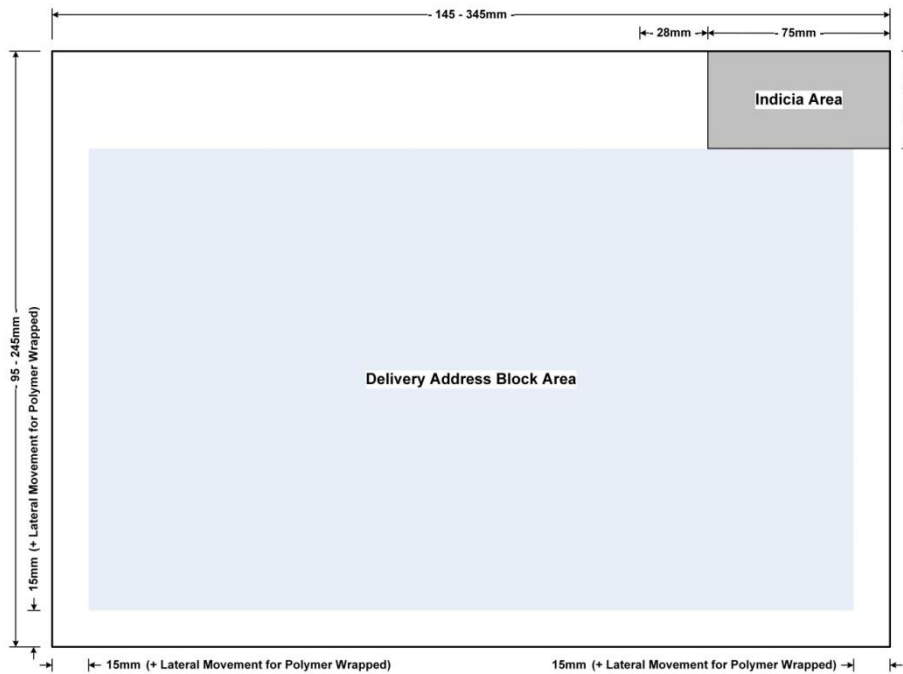 - 145 - 345mm -
- 28mm -
- 75mm -
Indicia Area
- 95 - 245mm -
15mm (+ Lateral Movement for Polymer Wrapped)
Delivery Address Block Area
15mm (+ Lateral Movement for Polymer Wrapped)
15mm (+ Lateral Movement for Polymer Wrapped)